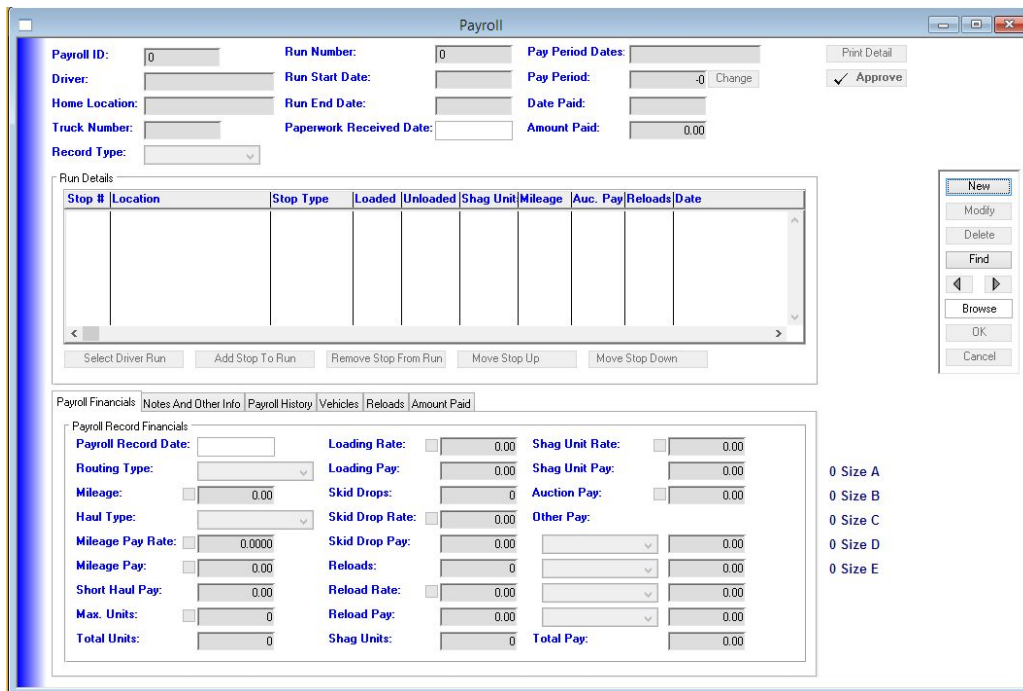 Payroll
Payroll ID: 0 Run Number: 0 Pay Period Dates: Print Detail
Driver: Run Start Date: Pay Period: -0 Change Approve
Home Location: Run End Date: Date Paid:
Truck Number: Paperwork Received Date: Amount Paid: 0.00
Record Type:
Run Details
Stop # Location Stop Type Loaded Unloaded Shag Unit Mileage Auc. Pay Reloads Date
Select Driver Run Add Stop To Run Remove Stop From Run Move Stop Up Move Stop Down
New
Modify
Delete
Find
Browse
OK
Cancel
Payroll Financials Notes And Other Info Payroll History Vehicles Reloads Amount Paid
Payroll Record Financials
Payroll Record Date: Loading Rate: 0.00 Shag Unit Rate: 0.00
Routing Type: Loading Pay: 0.00 Shag Unit Pay: 0.00 0 Size A
Mileage: 0.00 Skid Drops: 0 Auction Pay: 0.00 0 Size B
Haul Type: Skid Drop Rate: 0.00 Other Pay: 0 Size C
Mileage Pay Rate: 0.0000 Skid Drop Pay: 0.00 0.00 0 Size D
Mileage Pay: 0.00 Reloads: 0 0.00 0 Size E
Short Haul Pay: 0.00 Reload Rate: 0.00 0.00
Max. Units: 0 Reload Pay: 0.00 0.00
Total Units: 0 Shag Units: 0 Total Pay: 0.00